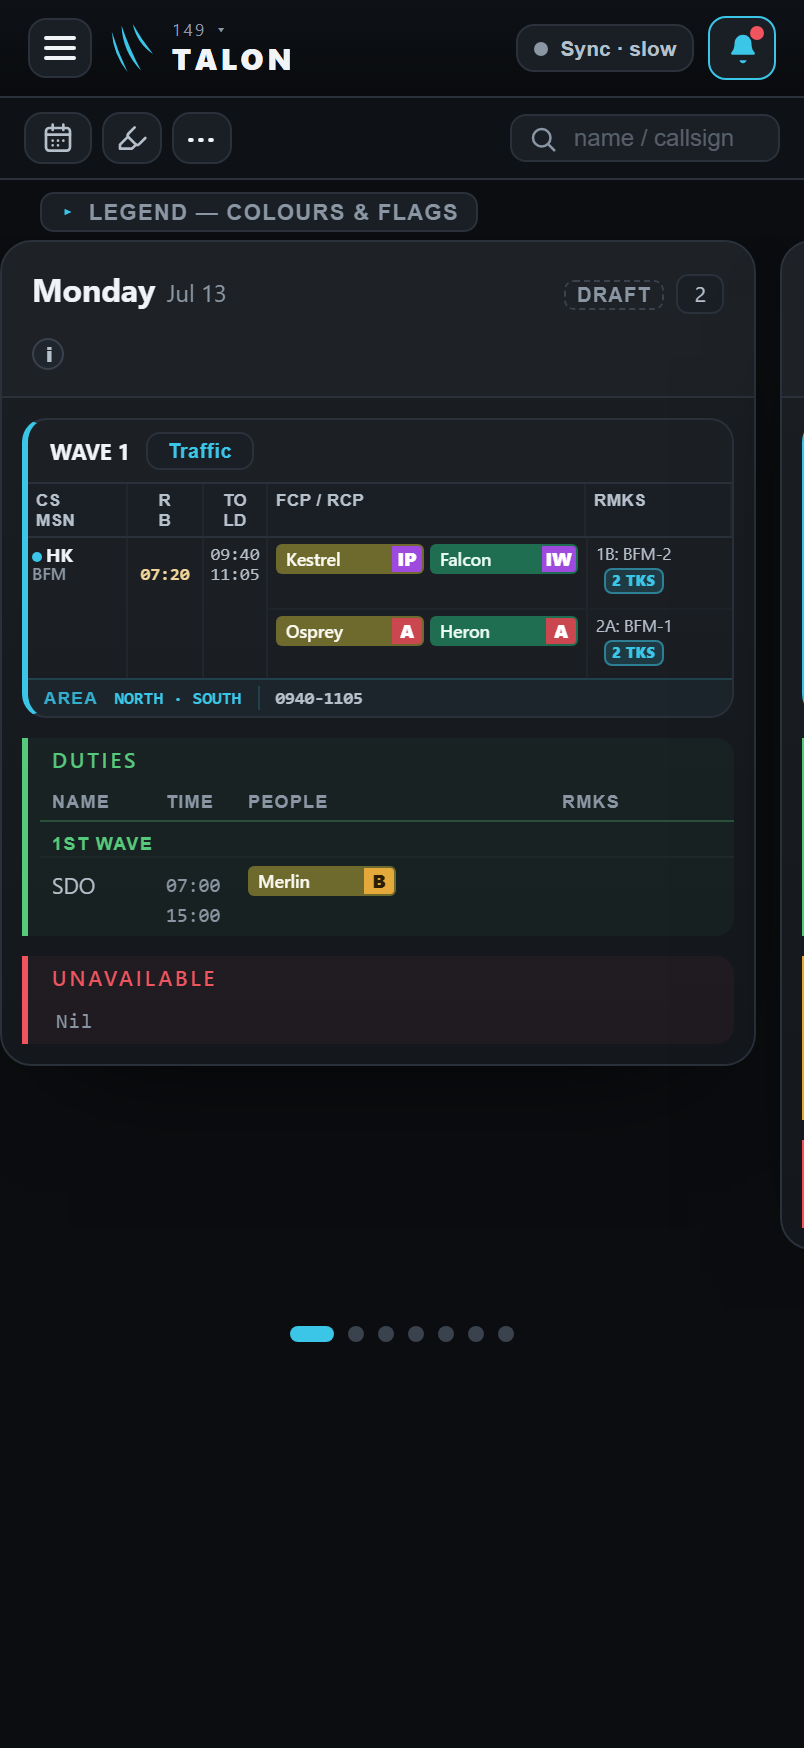 149
TALON
Sync · slow
name / callsign
LEGEND — COLOURS & FLAGS
Monday Jul 13
DRAFT 2
i
WAVE 1 Traffic
CS MSN R B TO LD FCP / RCP RMKS
HK BFM 07:20 09:40 11:05 Kestrel IP Falcon IW 1B: BFM-2 2 TKS
Osprey A Heron A 2A: BFM-1 2 TKS
AREA NORTH · SOUTH 0940-1105
DUTIES
NAME TIME PEOPLE RMKS
1ST WAVE
SDO 07:00 15:00 Merlin B
UNAVAILABLE
Nil